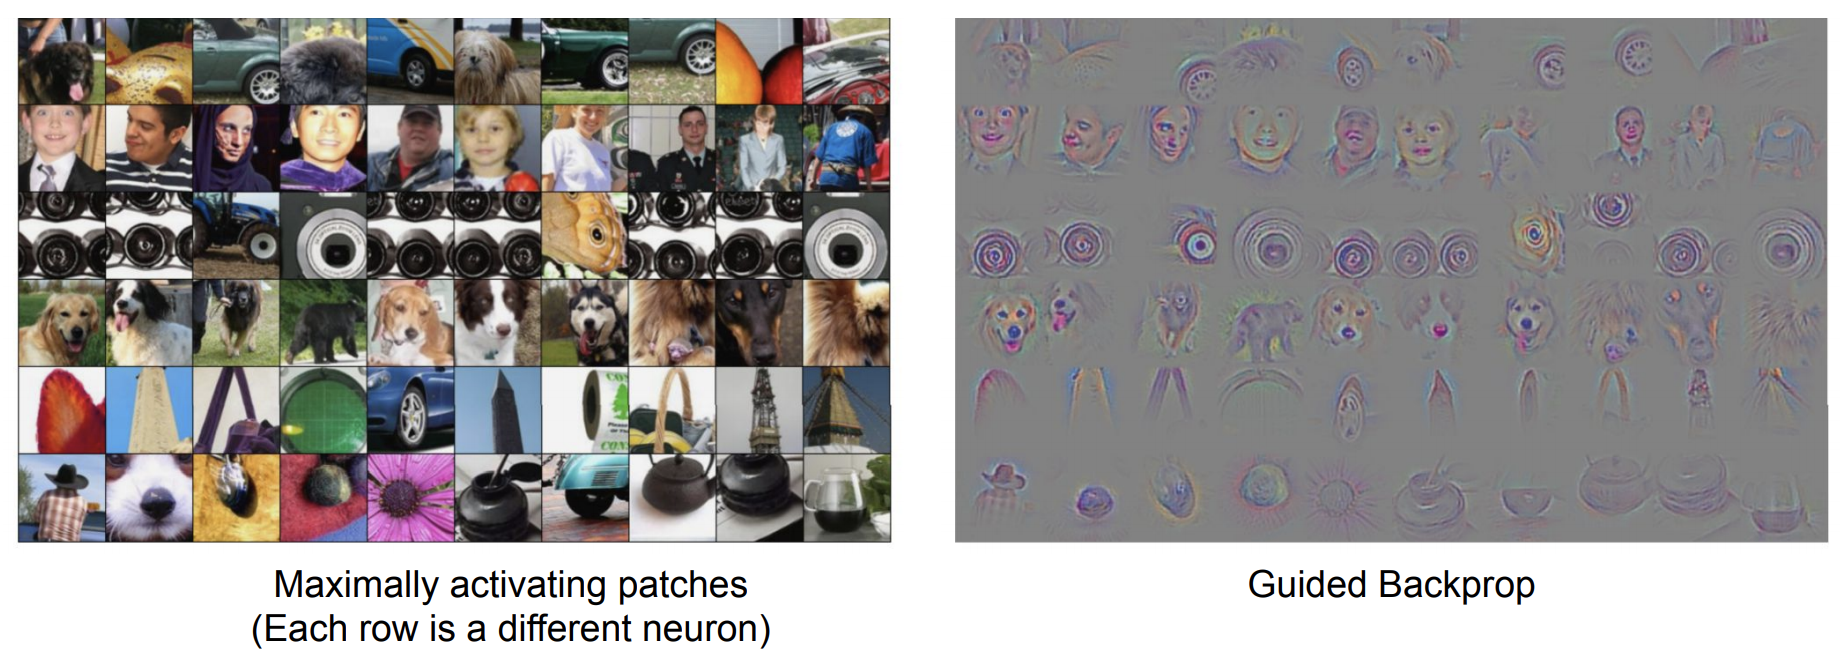 Maximally activating patches
(Each row is a different neuron)
Guided Backprop